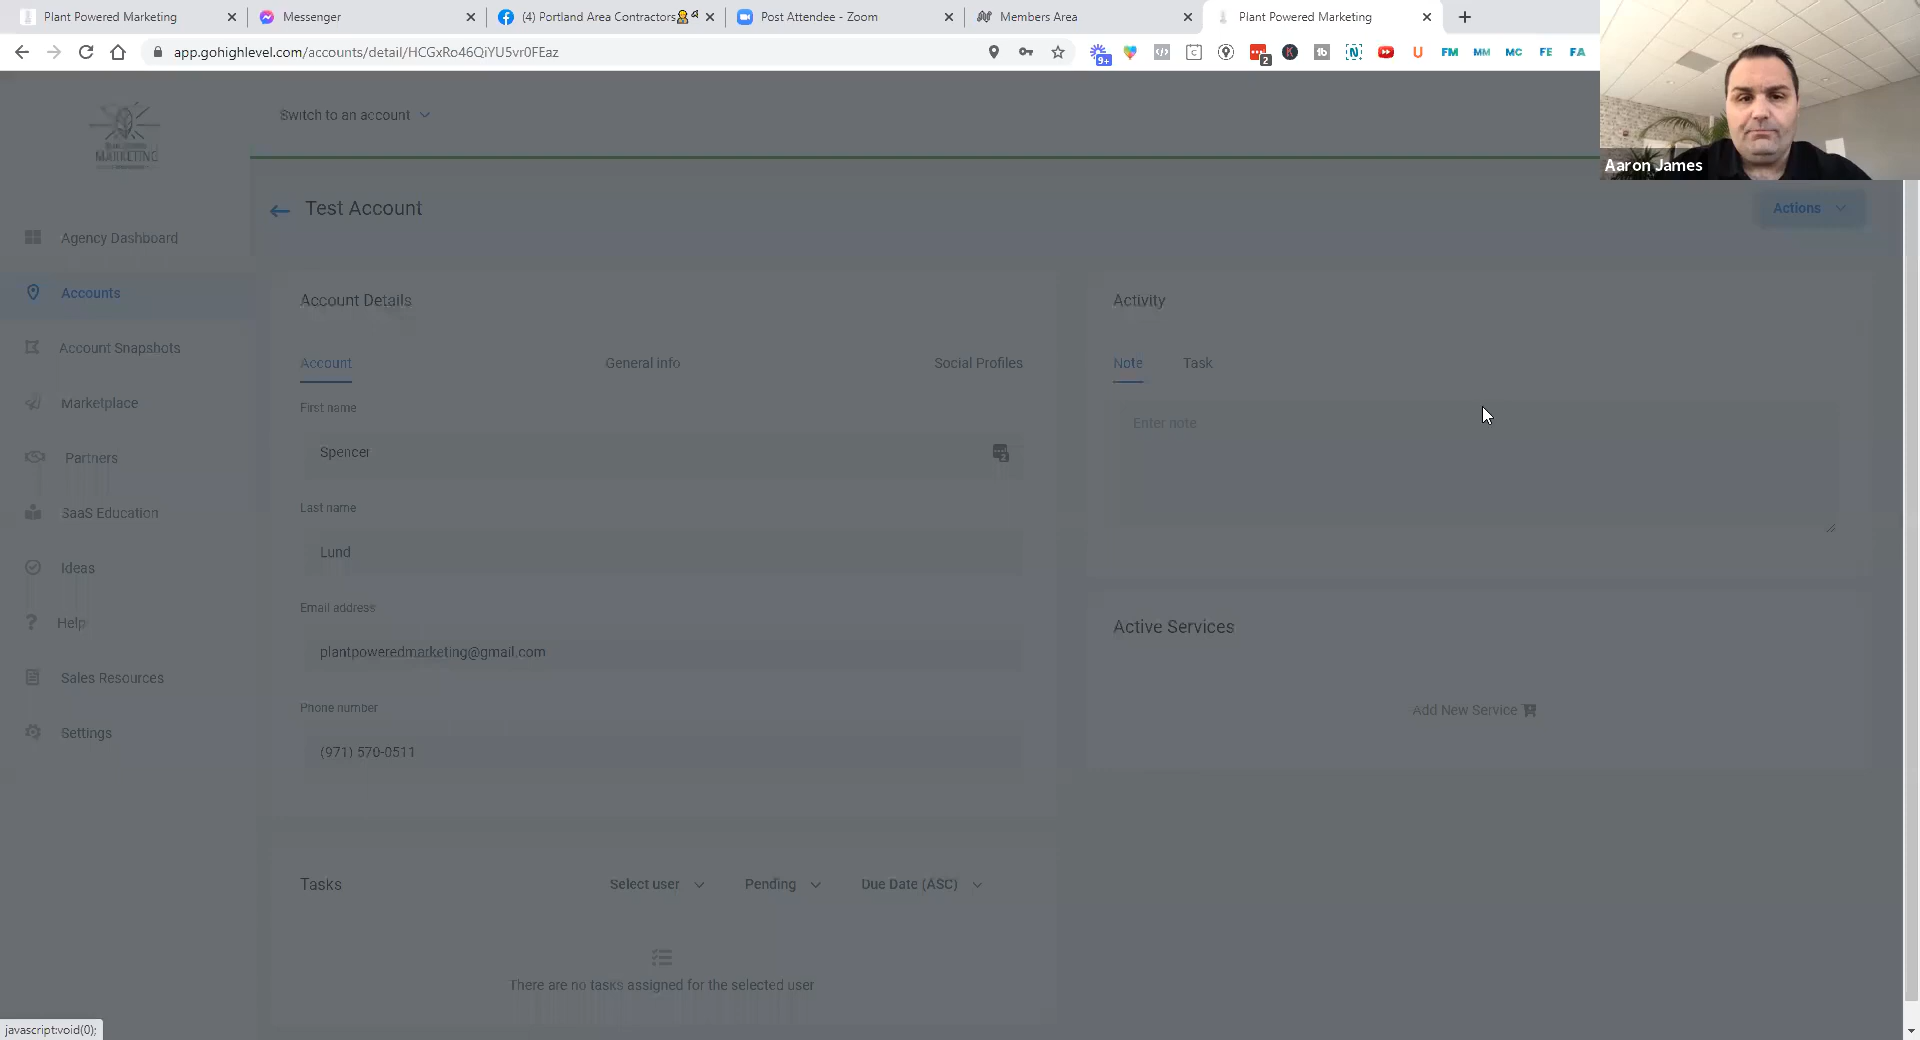 Plant Powered Marketing
Messenger
(4) Portland Area Contractors
Post Attendee - Zoom
Members Area
Plant Powered Marketing
app.gohighlevel.com/accounts/detail/HCGxRo46QiYU5vr0FEaz
9+
2
K
tb
N
U
FM
MM
MC
FE
FA
Aaron James
MARKETING
Switch to an account
Test Account
Actions
Agency Dashboard
Accounts
Account Snapshots
Marketplace
Partners
SaaS Education
Ideas
Help
Sales Resources
Settings
Account Details
Account
General info
Social Profiles
First name
Spencer
Last name
Lund
Email address
plantpoweredmarketing@gmail.com
Phone number
(971) 570-0511
Activity
Note
Task
Enter note
Active Services
Add New Service
Tasks
Select user
Pending
Due Date (ASC)
There are no tasks assigned for the selected user
javascript:void(0);